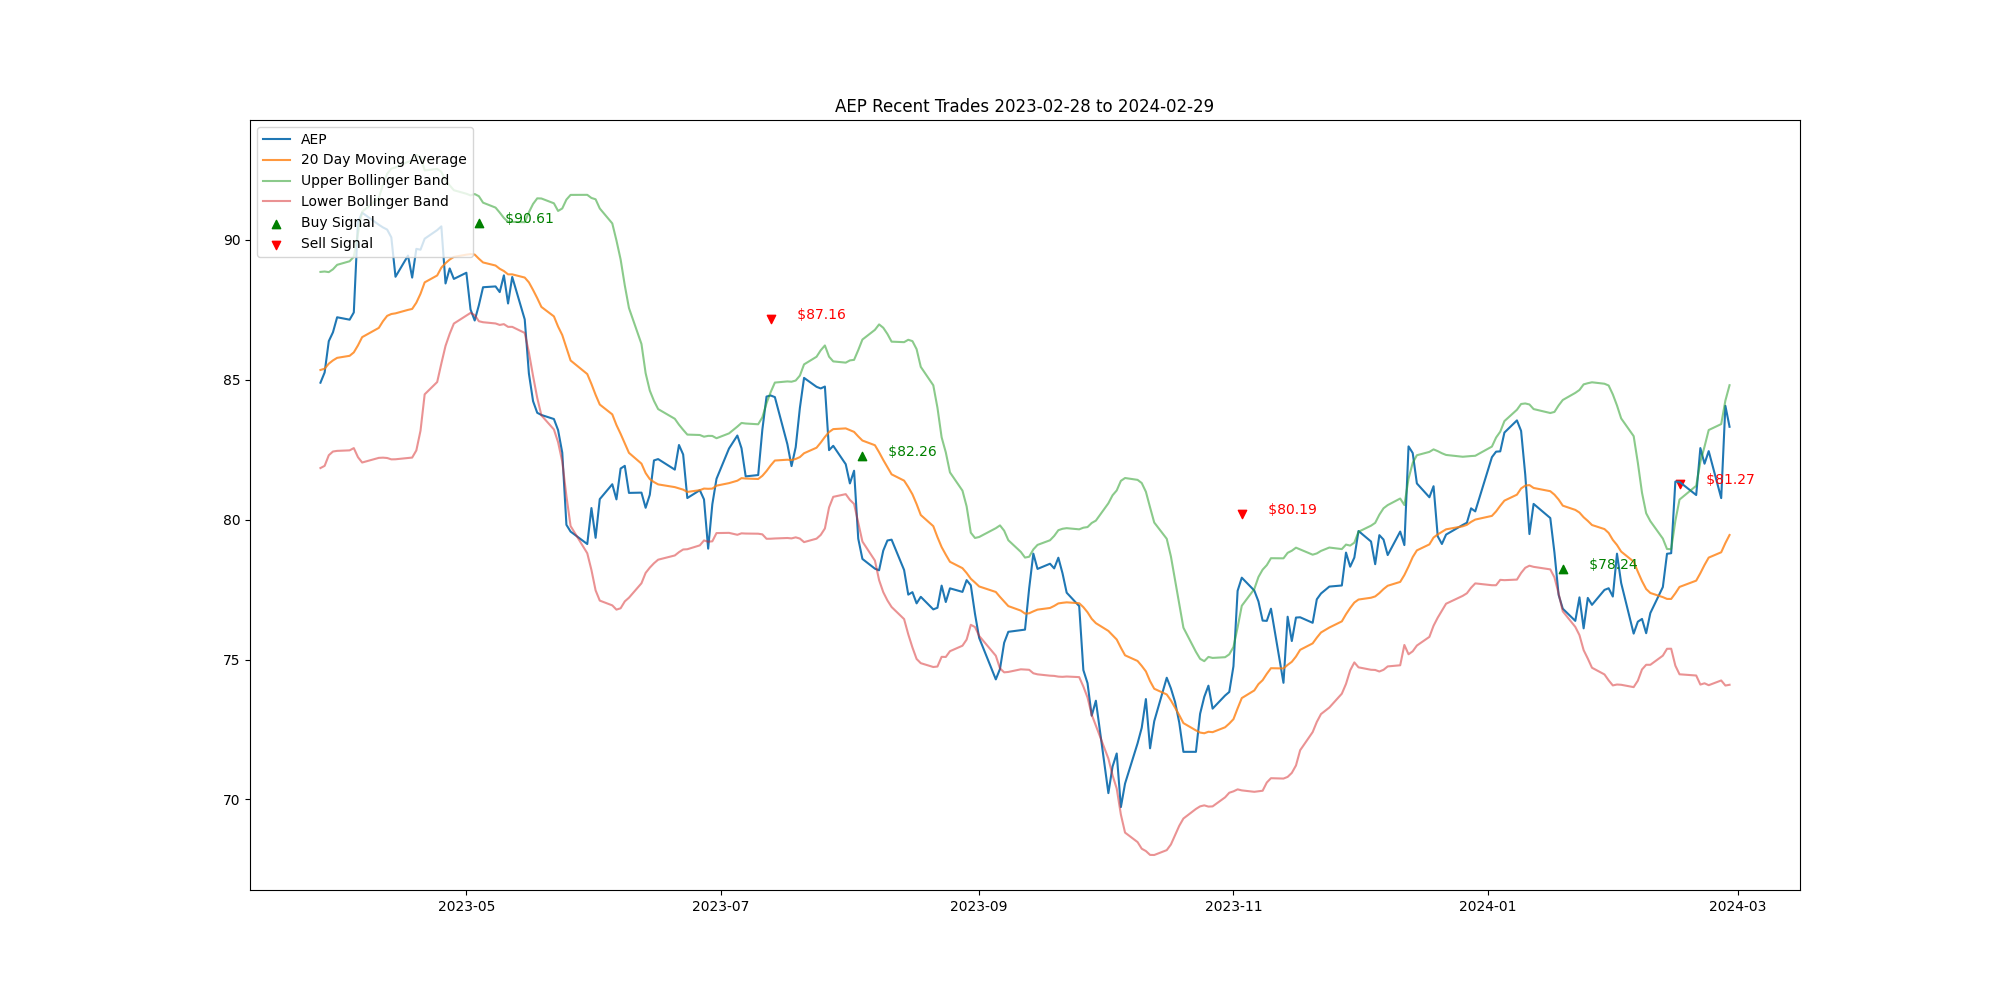 AEP Recent Trades 2023-02-28 to 2024-02-29
AEP
20 Day Moving Average
Upper Bollinger Band
Lower Bollinger Band
Buy Signal
Sell Signal
$90.61
$87.16
$82.26
$81.27
$80.19
$78.24
90
85
80
75
70
2023-05
2023-07
2023-09
2023-11
2024-01
2024-03